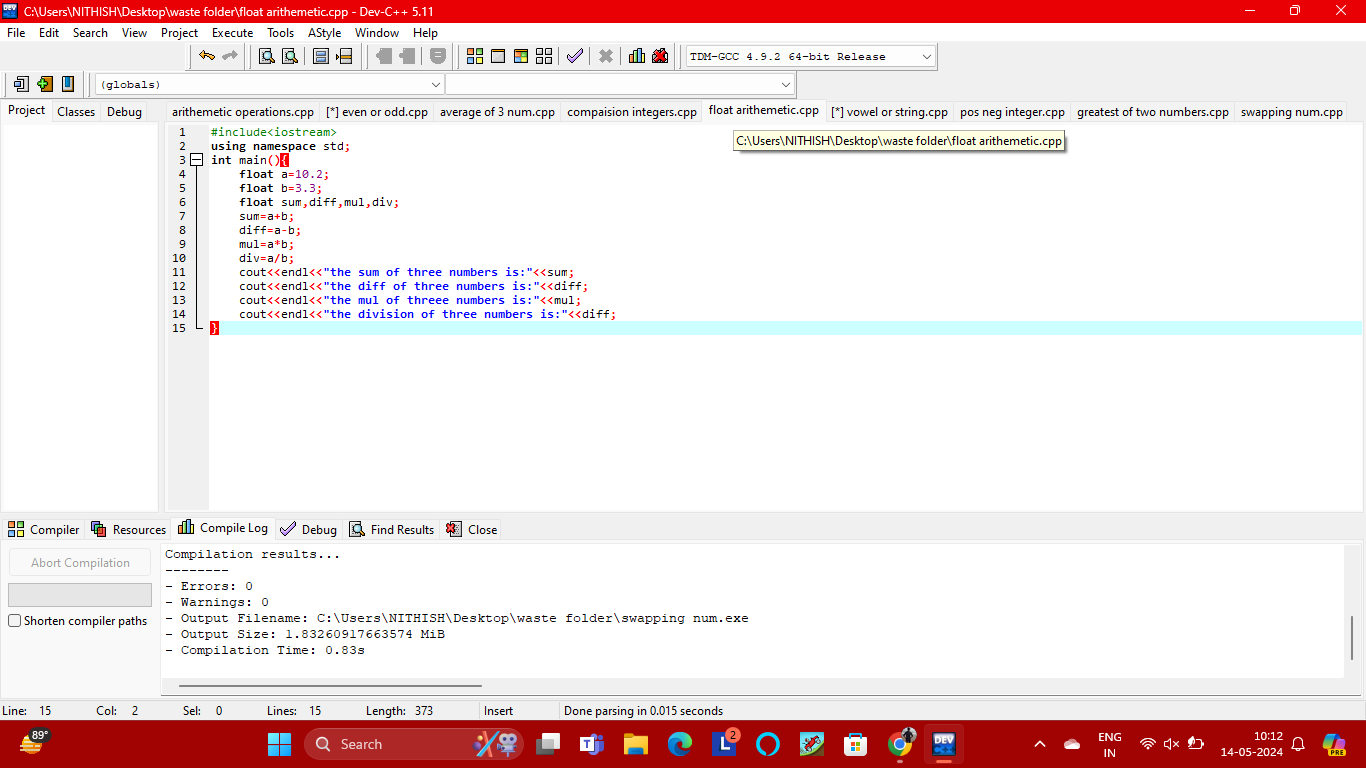 C:\Users\NITHISH\Desktop\waste folder\float arithemetic.cpp - Dev-C++ 5.11
File Edit Search View Project Execute Tools AStyle Window Help
TDM-GCC 4.9.2 64-bit Release
(globals)
Project Classes Debug
arithemetic operations.cpp [*] even or odd.cpp average of 3 num.cpp compaision integers.cpp float arithemetic.cpp [*] vowel or string.cpp pos neg integer.cpp greatest of two numbers.cpp swapping num.cpp
C:\Users\NITHISH\Desktop\waste folder\float arithemetic.cpp
1 #include<iostream>
2 using namespace std;
3 int main(){
4 float a=10.2;
5 float b=3.3;
6 float sum,diff,mul,div;
7 sum=a+b;
8 diff=a-b;
9 mul=a*b;
10 div=a/b;
11 cout<<endl<<"the sum of three numbers is:"<<sum;
12 cout<<endl<<"the diff of three numbers is:"<<diff;
13 cout<<endl<<"the mul of threee numbers is:"<<mul;
14 cout<<endl<<"the division of three numbers is:"<<diff;
15 }
Compiler Resources Compile Log Debug Find Results Close
Abort Compilation
Shorten compiler paths
Compilation results...
--------
- Errors: 0
- Warnings: 0
- Output Filename: C:\Users\NITHISH\Desktop\waste folder\swapping num.exe
- Output Size: 1.83260917663574 MiB
- Compilation Time: 0.83s
Line: 15 Col: 2 Sel: 0 Lines: 15 Length: 373 Insert Done parsing in 0.015 seconds
89°
Search
L
2
DEV
ENG
IN
10:12
14-05-2024
PRE